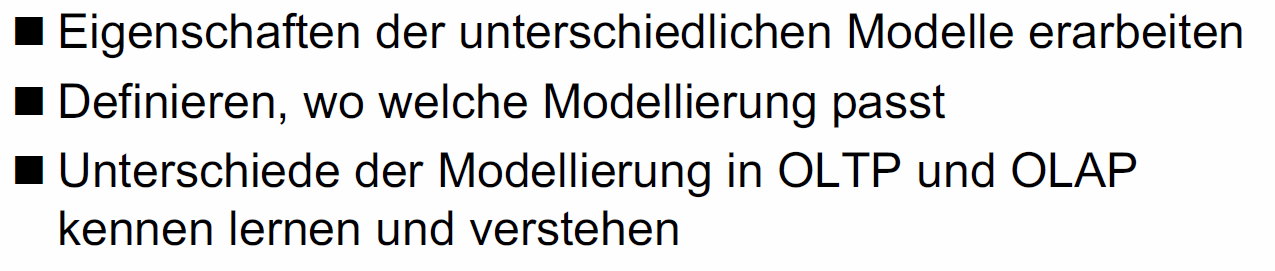 ■ Eigenschaften der unterschiedlichen Modelle erarbeiten
■ Definieren, wo welche Modellierung passt
■ Unterschiede der Modellierung in OLTP und OLAP
kennen lernen und verstehen